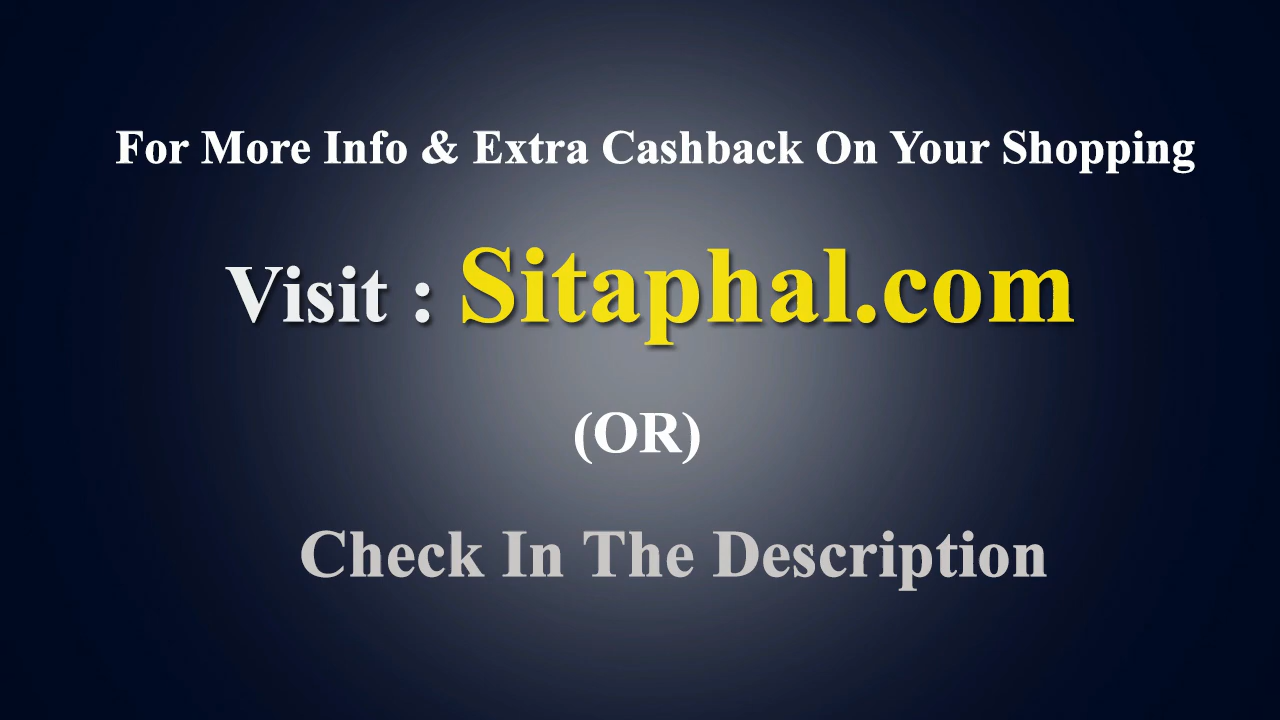 For More Info & Extra Cashback On Your Shopping
Visit : Sitaphal.com
(OR)
Check In The Description